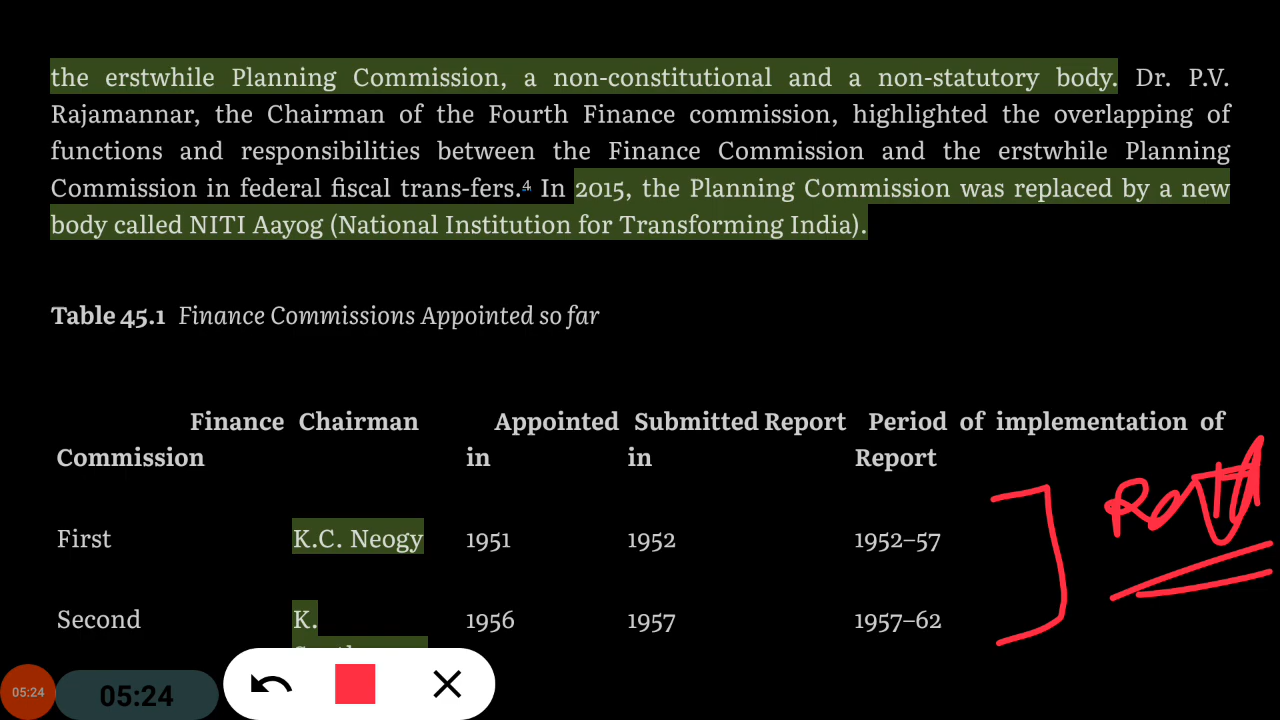 the erstwhile Planning Commission, a non-constitutional and a non-statutory body. Dr. P.V.
Rajamannar, the Chairman of the Fourth Finance commission, highlighted the overlapping of
functions and responsibilities between the Finance Commission and the erstwhile Planning
Commission in federal fiscal trans-fers.4 In 2015, the Planning Commission was replaced by a new
body called NITI Aayog (National Institution for Transforming India).
Table 45.1 Finance Commissions Appointed so far
Finance Chairman Appointed Submitted Report Period of implementation of
Commission in in Report
First K.C. Neogy 1951 1952 1952–57
Second K. 1956 1957 1957–62
05:24 05:24